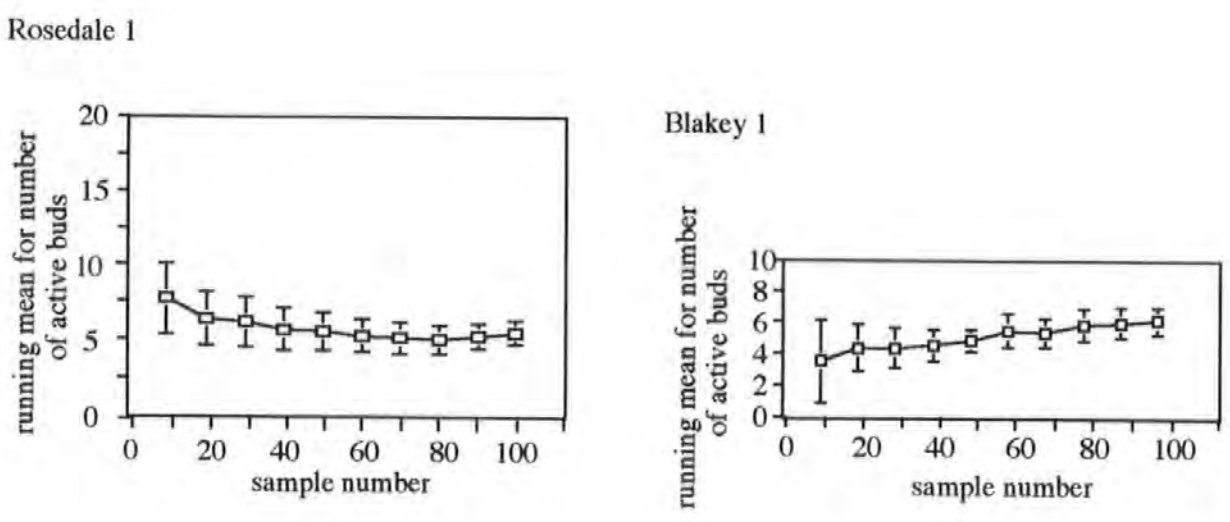 Rosedale 1
running mean for number
of active buds
20
15
10
5
0
0 20 40 60 80 100
sample number
Blakey 1
running mean for number
of active buds
10
8
6
4
2
0
0 20 40 60 80 100
sample number